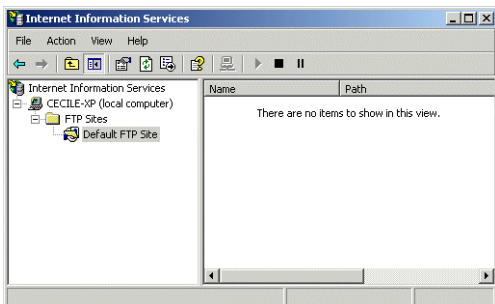 Internet Information Services
File Action View Help
Internet Information Services
CECILE-XP (local computer)
FTP Sites
Default FTP Site
Name Path
There are no items to show in this view.